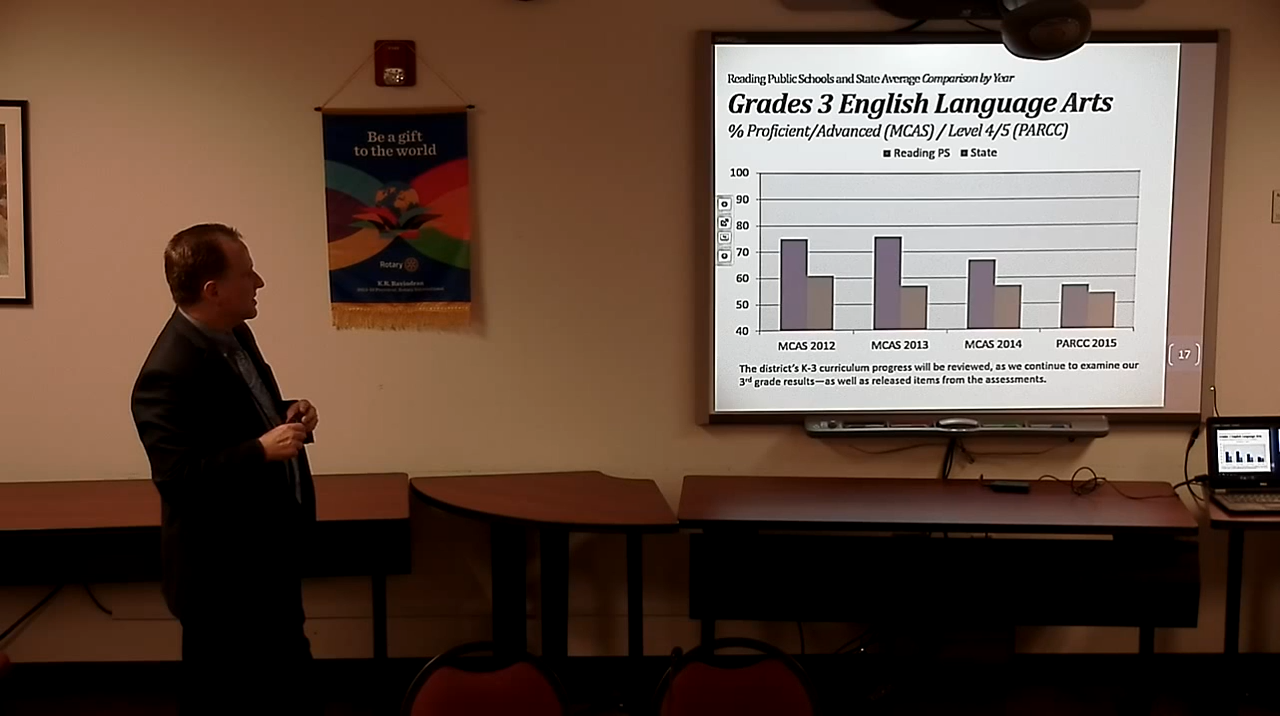 Be a gift
to the world
Rotary
K.R. Ravindran
Reading Public Schools and State Average Comparison by Year
Grades 3 English Language Arts
% Proficient/Advanced (MCAS) / Level 4/5 (PARCC)
Reading PS State
100
90
80
70
60
50
40
MCAS 2012 MCAS 2013 MCAS 2014 PARCC 2015
The district's K-3 curriculum progress will be reviewed, as we continue to examine our
3rd grade results—as well as released items from the assessments.
17